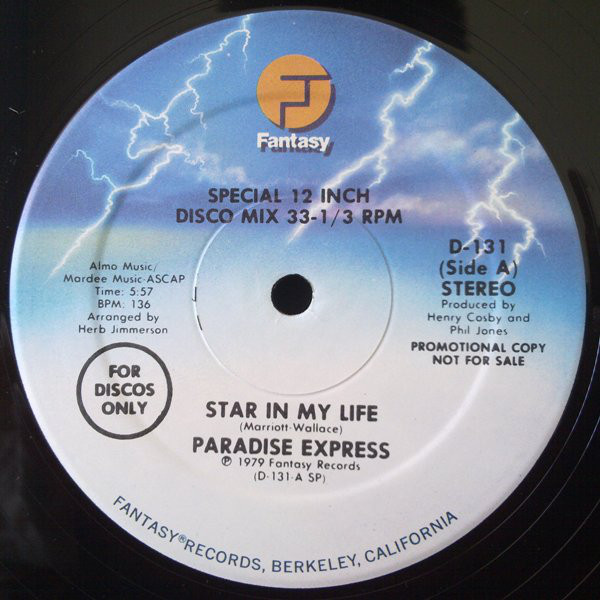 Fantasy
SPECIAL 12 INCH
DISCO MIX 33-1/3 RPM
Almo Music/
Mardee Music-ASCAP
Time: 5:57
BPM: 136
Arranged by
Herb Jimmerson
D-131
(Side A)
STEREO
Produced by
Henry Cosby and
Phil Jones
PROMOTIONAL COPY
NOT FOR SALE
FOR
DISCOS
ONLY
STAR IN MY LIFE
(Marriott-Wallace)
PARADISE EXPRESS
℗ 1979 Fantasy Records
(D-131-A SP)
FANTASY® RECORDS, BERKELEY, CALIFORNIA